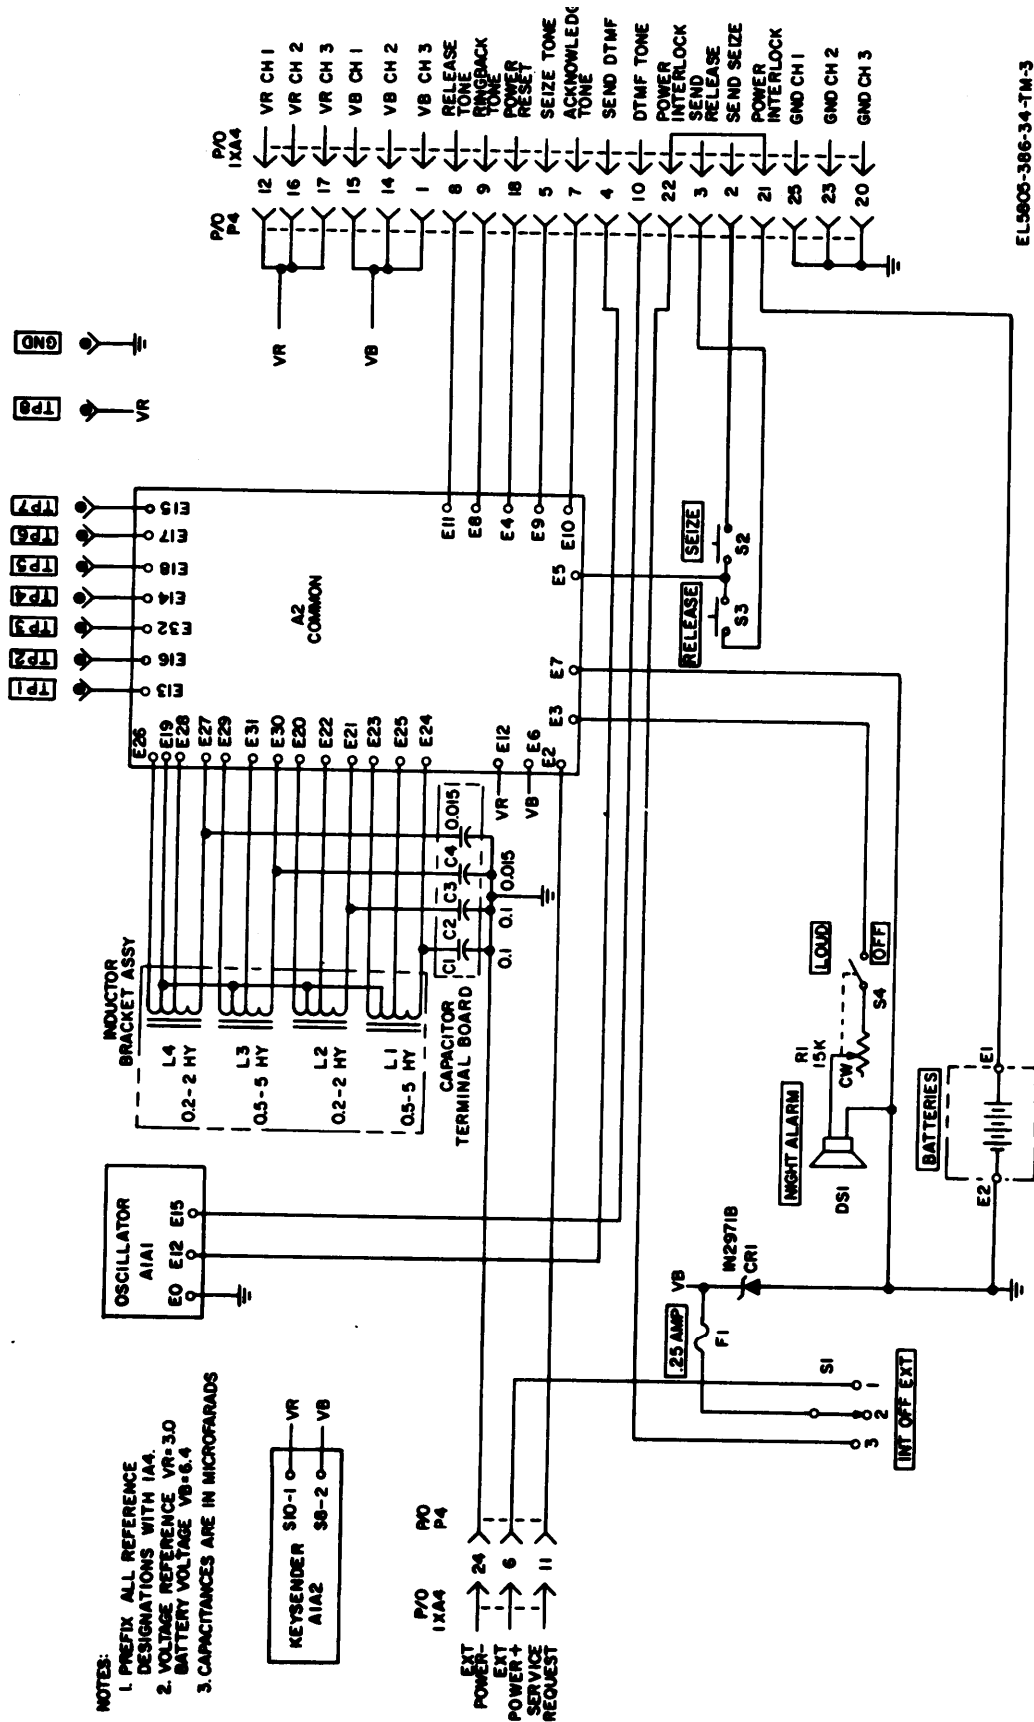 NOTES:
1. PREFIX ALL REFERENCE
DESIGNATIONS WITH 1A4.
2. VOLTAGE REFERENCE VR=3.0
BATTERY VOLTAGE VB=6.4
3. CAPACITANCES ARE IN MICROFARADS
KEYSENDER
A1A2
S10-1
VR
S8-2
VB
OSCILLATOR
A1A1
E0
E12
E15
INDUCTOR
BRACKET ASSY
L4
0.2-2 HY
L3
0.5-5 HY
L2
0.2-2 HY
L1
0.5-5 HY
CAPACITOR
TERMINAL BOARD
C1
C2
C3
C4
0.015
0.1
0.1
0.015
E26
E19
E28
E27
E29
E31
E30
E20
E22
E21
E23
E25
E24
VR
E12
VB
E6
E2
TP1
TP2
TP3
TP4
TP5
TP6
TP7
TP8
GND
E13
E16
E32
E14
E18
E17
E15
VR
A2
COMMON
E11
E8
E4
E9
E10
E5
E7
E3
VR
VB
P/O
P4
P/O
1XA4
12 VR CH 1
16 VR CH 2
17 VR CH 3
15 VB CH 1
14 VB CH 2
1 VB CH 3
8 RELEASE
TONE
9 RINGBACK
TONE
18 POWER
RESET
5 SEIZE TONE
7 ACKNOWLEDG
TONE
4 SEND DTMF
10 DTMF TONE
22 POWER
INTERLOCK
3 SEND
RELEASE
2 SEND SEIZE
21 POWER
INTERLOCK
25 GND CH 1
23 GND CH 2
20 GND CH 3
RELEASE
S3
SEIZE
S2
P/O
1XA4
P/O
P4
EXT
POWER-
24
EXT
POWER+
6
SERVICE
REQUEST
11
.25 AMP
F1
VB
1N2971B
CR1
S1
3
2
1
INT OFF EXT
NIGHT ALARM
DS1
R1
15K
CW
LOUD
OFF
S4
BATTERIES
E2
E1
EL5805-386-34-TM-3